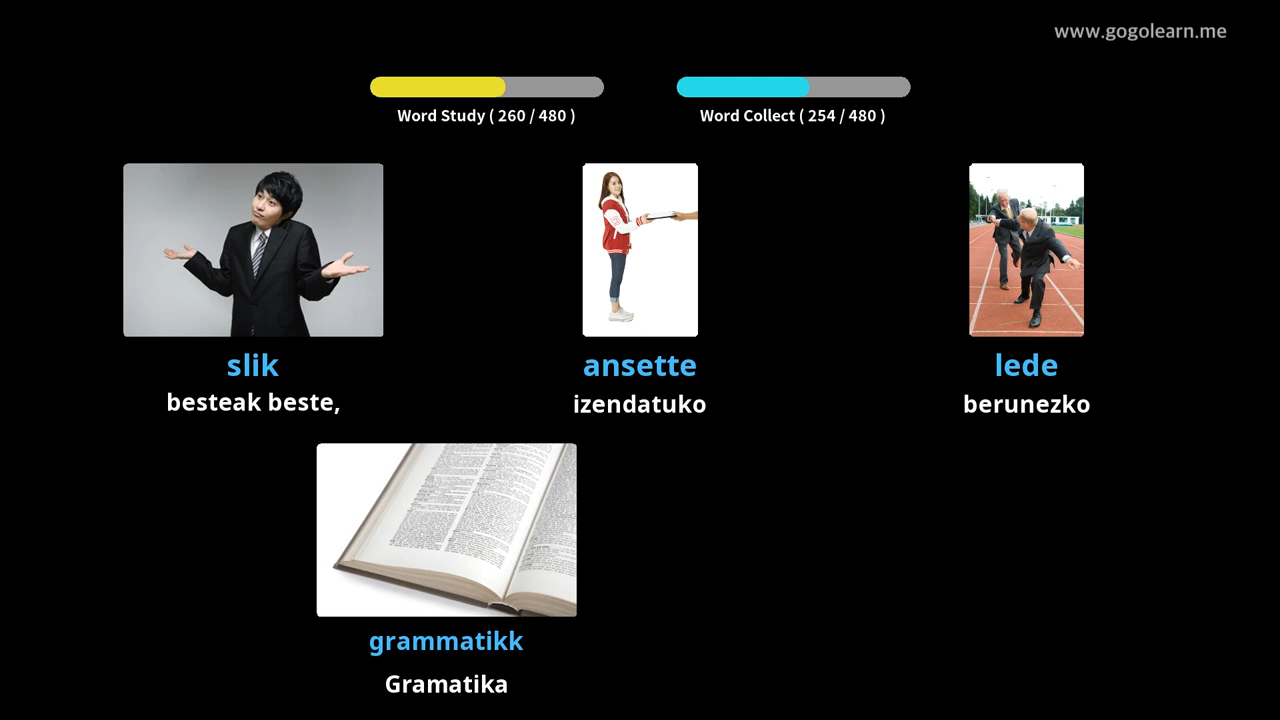 www.gogolearn.me
Word Study ( 260 / 480 )
Word Collect ( 254 / 480 )
slik
besteak beste,
ansette
izendatuko
lede
berunezko
grammatikk
Gramatika